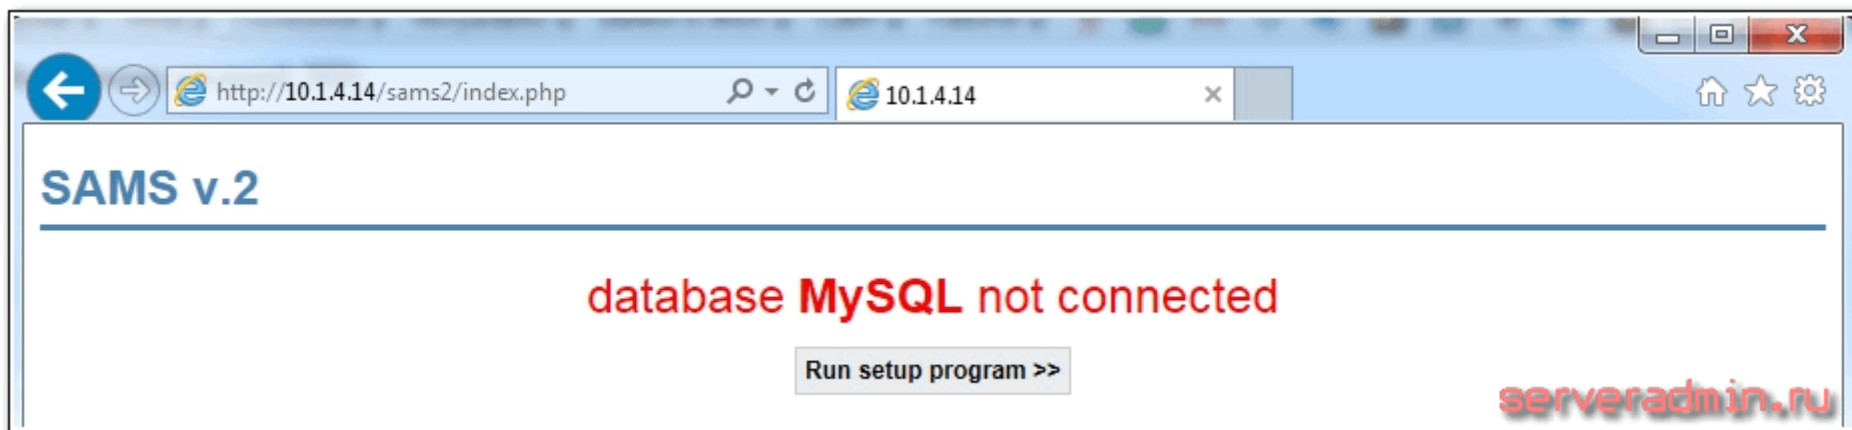 http://10.1.4.14/sams2/index.php
10.1.4.14
SAMS v.2
database MySQL not connected
Run setup program >>
serveradmin.ru